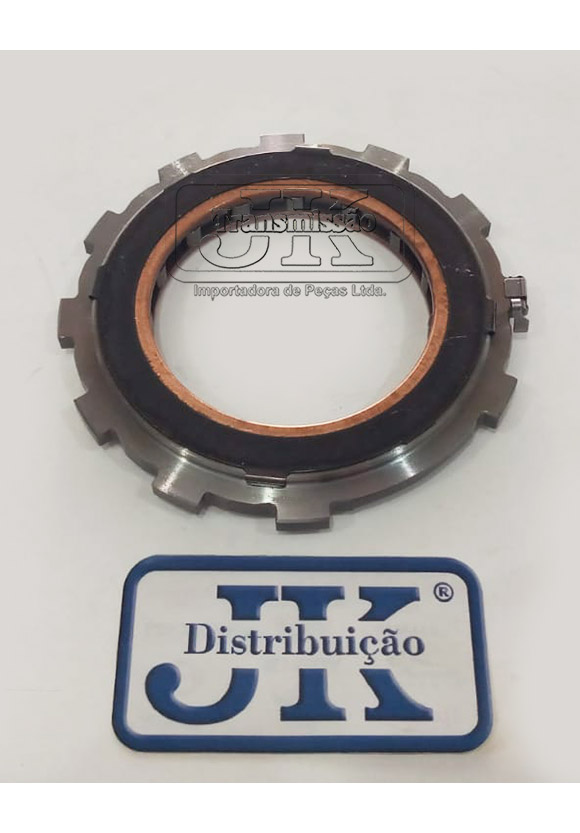 JK
Transmissão
Importadora de Peças Ltda.
JK ®
Distribuição